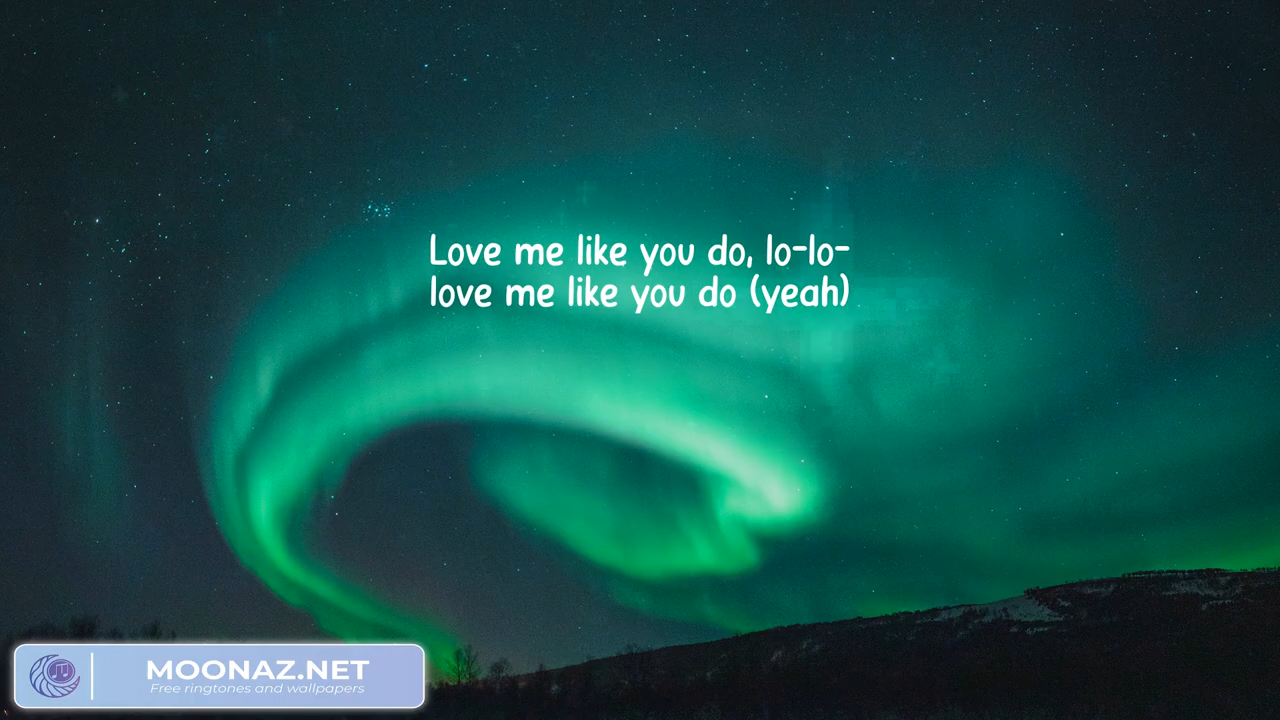 Love me like you do, lo-lo-
love me like you do (yeah)
MOONAZ.NET
Free ringtones and wallpapers